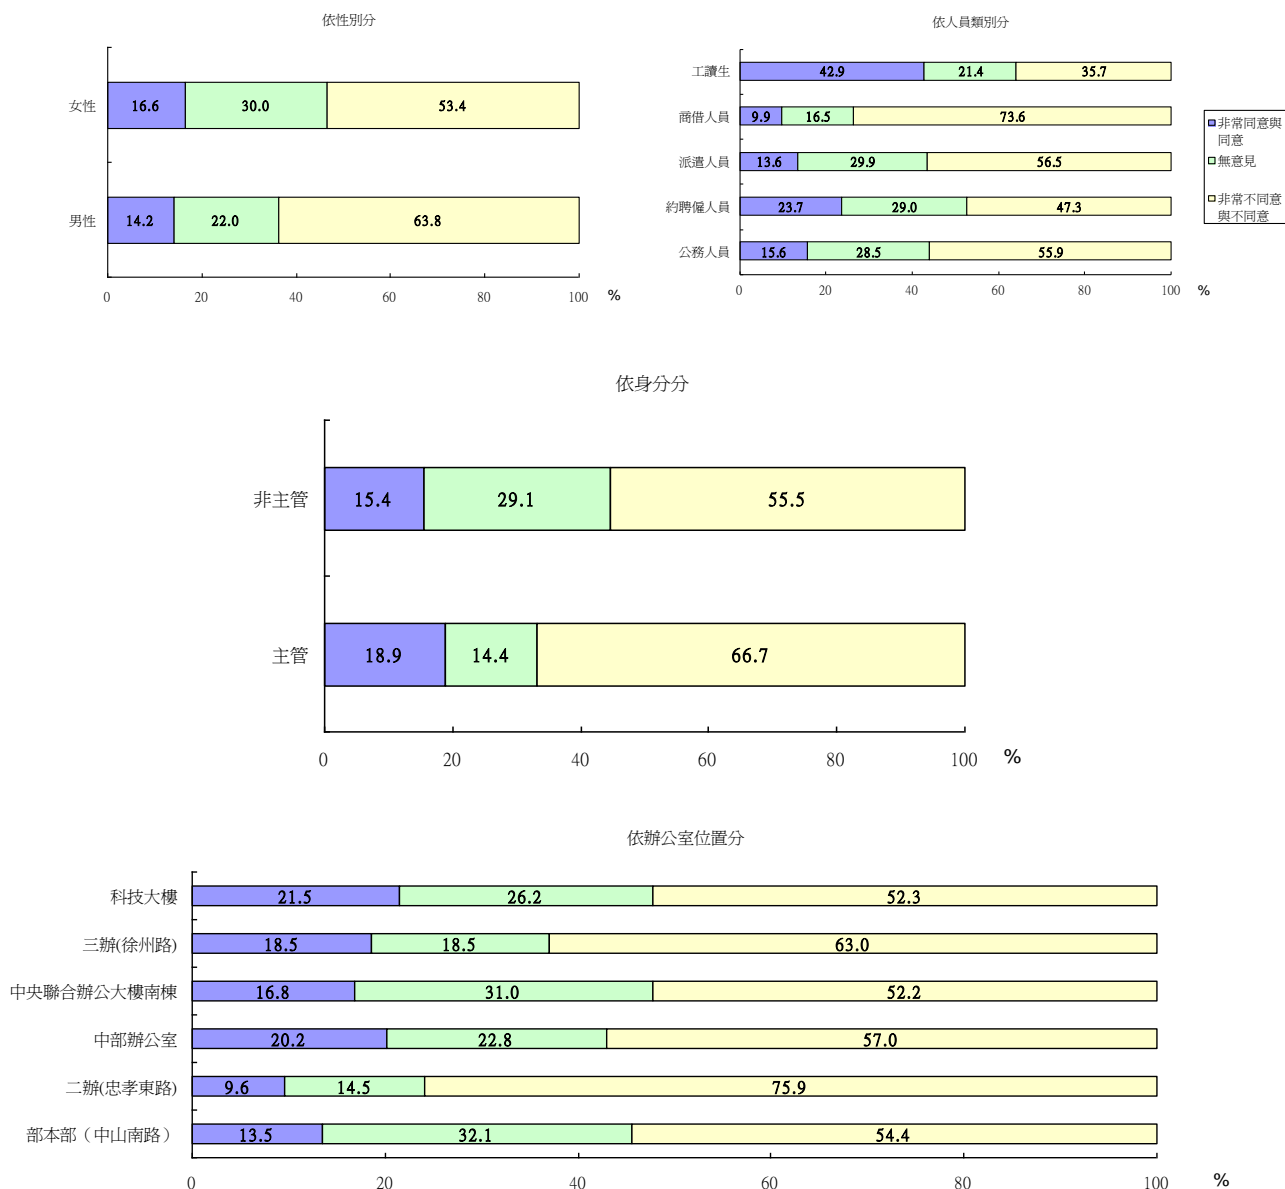 依性別分
女性 16.6 30.0 53.4
男性 14.2 22.0 63.8
0 20 40 60 80 100 %
依人員類別分
工讀生 42.9 21.4 35.7
商借人員 9.9 16.5 73.6
派遣人員 13.6 29.9 56.5
約聘僱人員 23.7 29.0 47.3
公務人員 15.6 28.5 55.9
0 20 40 60 80 100 %
非常同意與
同意
無意見
非常不同意
與不同意
依身分分
非主管 15.4 29.1 55.5
主管 18.9 14.4 66.7
0 20 40 60 80 100 %
依辦公室位置分
科技大樓 21.5 26.2 52.3
三辦(徐州路) 18.5 18.5 63.0
中央聯合辦公大樓南棟 16.8 31.0 52.2
中部辦公室 20.2 22.8 57.0
二辦(忠孝東路) 9.6 14.5 75.9
部本部（中山南路） 13.5 32.1 54.4
0 20 40 60 80 100 %